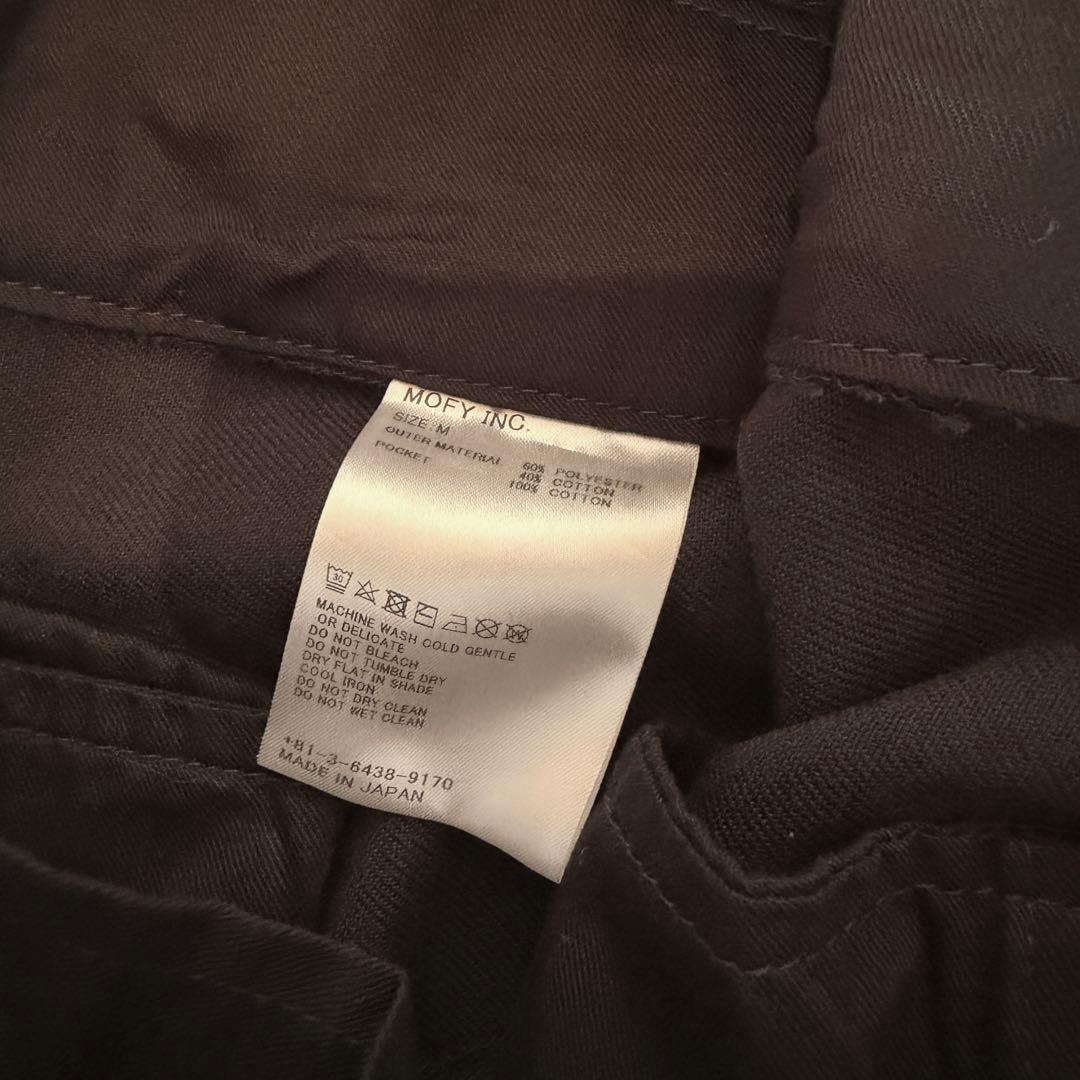 MOFY INC.
SIZE:M
OUTER MATERIAL 60% POLYESTER
40% COTTON
POCKET 100% COTTON
30
MACHINE WASH COLD GENTLE
OR DELICATE
DO NOT BLEACH
DO NOT TUMBLE DRY
DRY FLAT IN SHADE
COOL IRON
DO NOT DRY CLEAN
DO NOT WET CLEAN
+81-3-6438-9170
MADE IN JAPAN